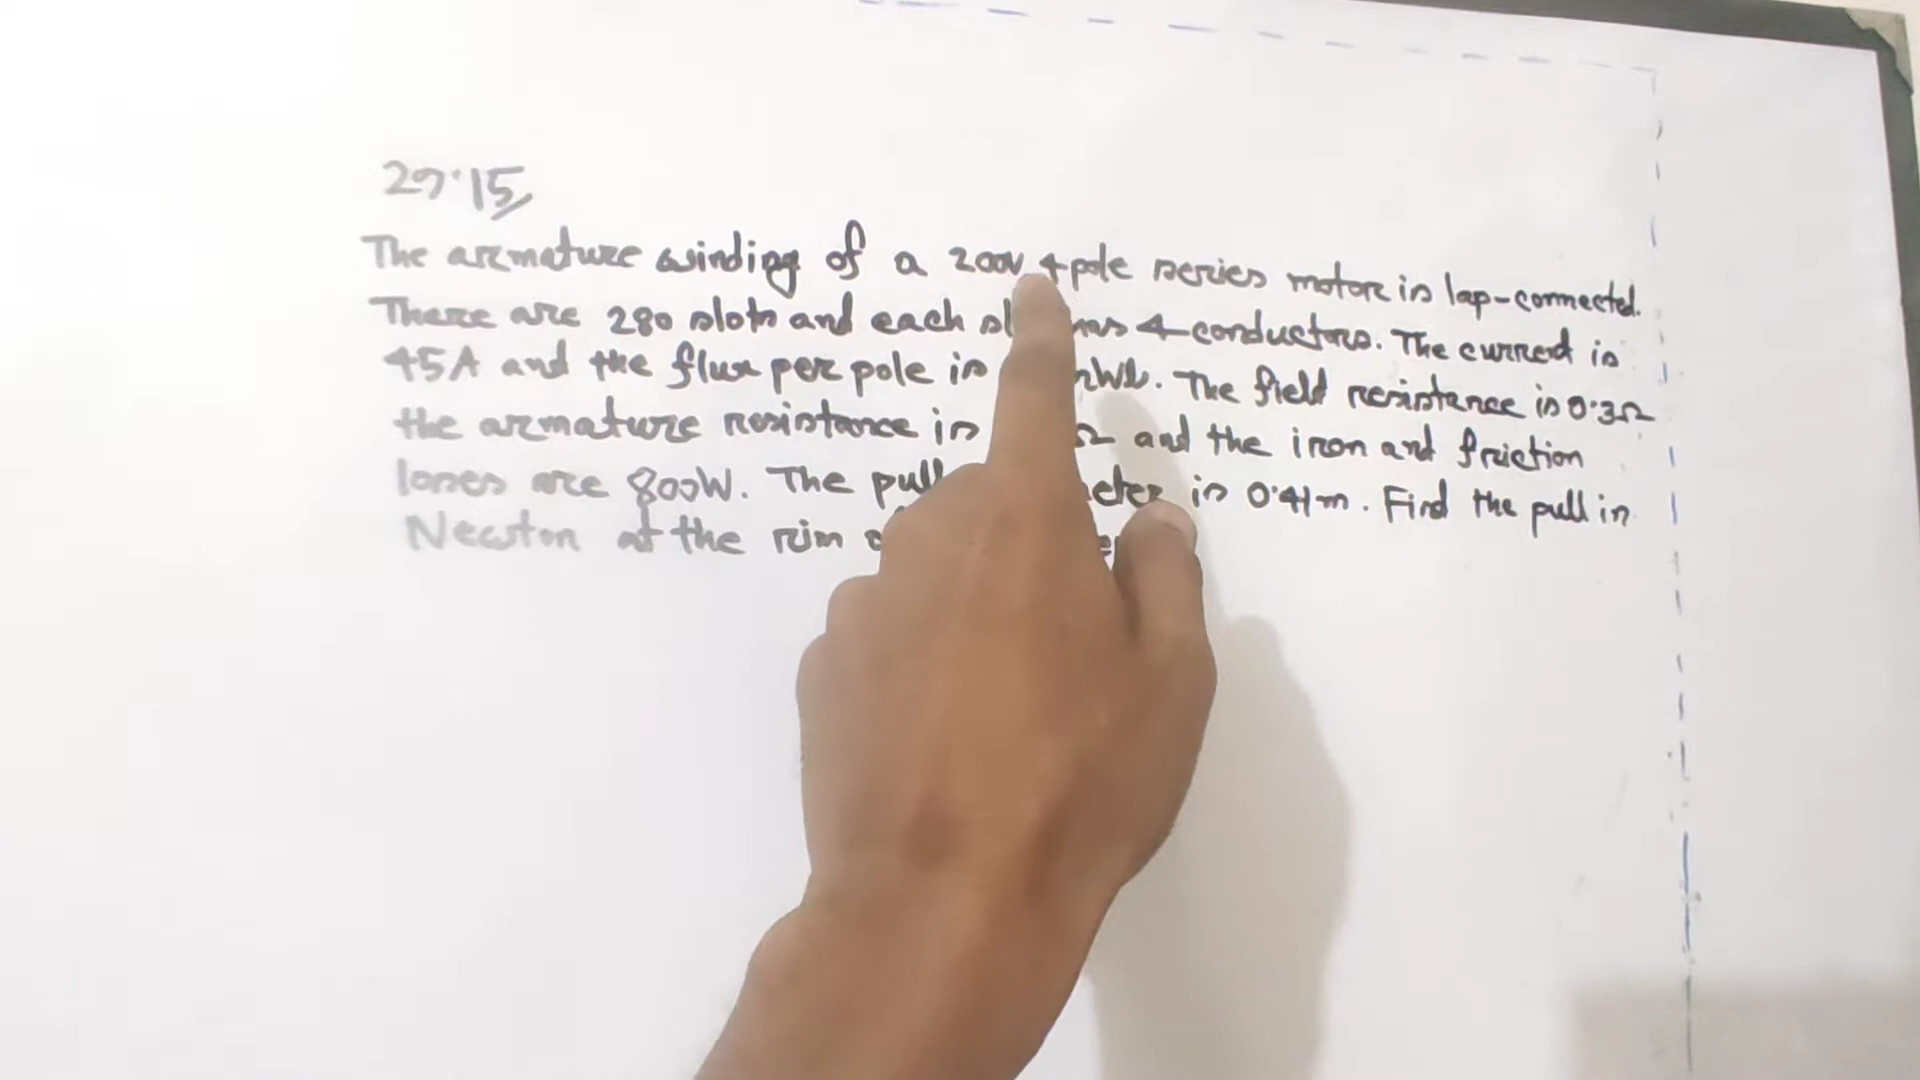 29.15
The armature winding of a 200V 4 pole series motor is lap-connected.
There are 280 slots and each has 4 conductors. The current is
45A and the flux per pole is Wb. The field resistance is 0.3Ω
the armature resistance is Ω and the iron and friction
losses are 800W. The is 0.41m. Find the pull in
Newton at the rim